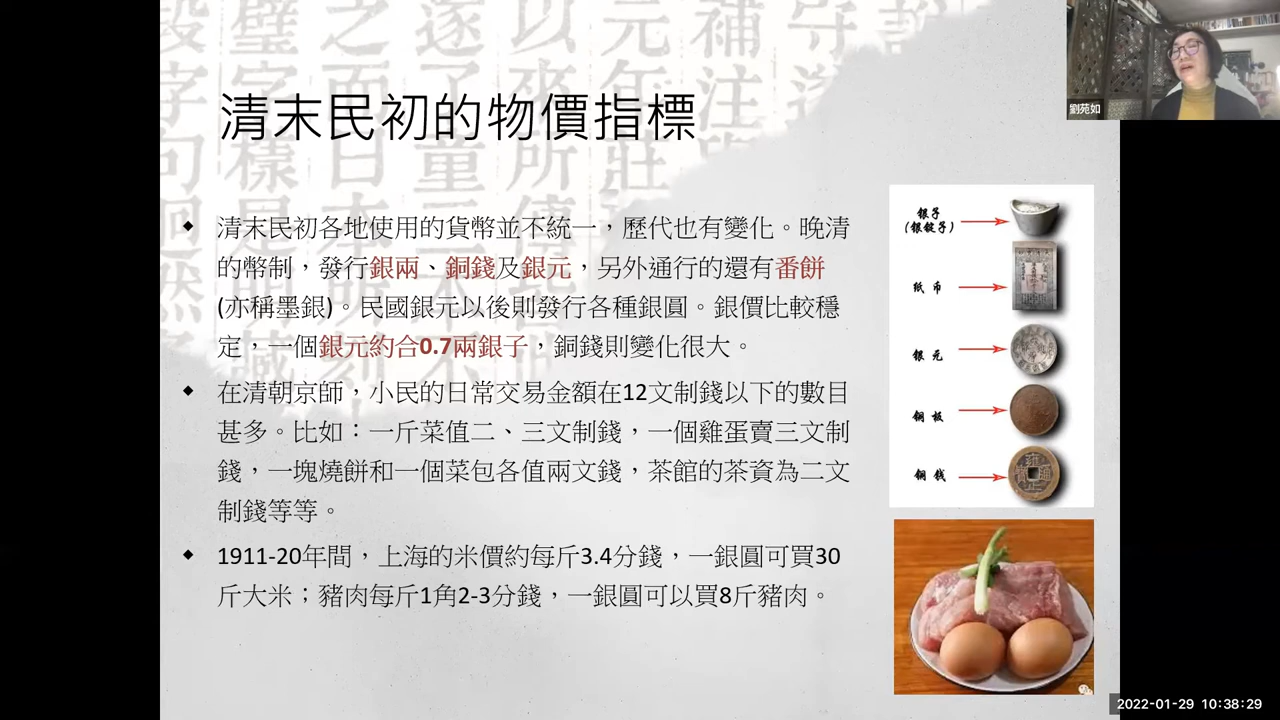 清末民初的物價指標
清末民初各地使用的貨幣並不統一，歷代也有變化。晚清
的幣制，發行銀兩、銅錢及銀元，另外通行的還有番餅
(亦稱墨銀)。民國銀元以後則發行各種銀圓。銀價比較穩
定，一個銀元約合0.7兩銀子，銅錢則變化很大。
在清朝京師，小民的日常交易金額在12文制錢以下的數目
甚多。比如：一斤菜值二、三文制錢，一個雞蛋賣三文制
錢，一塊燒餅和一個菜包各值兩文錢，茶館的茶資為二文
制錢等等。
1911-20年間，上海的米價約每斤3.4分錢，一銀圓可買30
斤大米；豬肉每斤1角2-3分錢，一銀圓可以買8斤豬肉。
银子
(银锭子)
纸币
银元
铜板
铜钱
劉苑如
2022-01-29 10:38:29